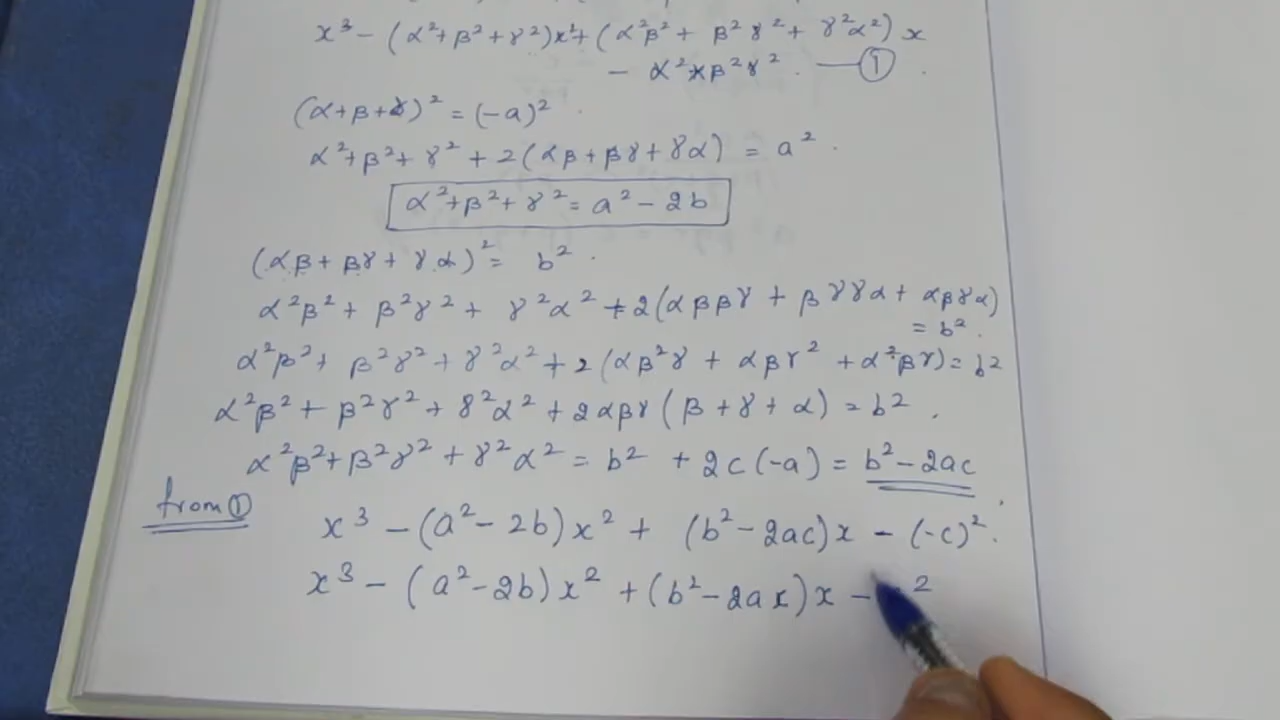 x³ - (α²+β²+γ²)x²+ (α²β² + β²γ² + γ²α²) x
- α²β²γ². —①
(α+β+γ)² = (-a)²
α²+β²+γ² + 2(αβ+βγ+γα) = a².
α²+β²+γ² = a² - 2b
(αβ+βγ+γα)² = b².
α²β² + β²γ² + γ²α² + 2(αββγ + βγγα + αβγα)
= b².
α²β² + β²γ² + γ²α² + 2(αβ²γ + αβγ² + α²βγ) = b²
α²β² + β²γ² + γ²α² + 2αβγ(β+γ+α) = b².
α²β²+β²γ² + γ²α² = b² + 2c(-a) = b²-2ac
from ①
x³ - (a²-2b)x² + (b²-2ac)x - (-c)².
x³ - (a²-2b)x² + (b²-2ax)x - ²